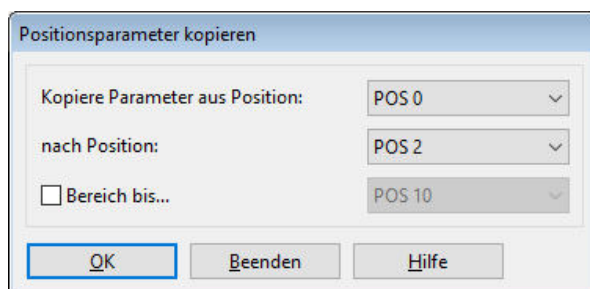 Positionsparameter kopieren
Kopiere Parameter aus Position: POS 0
nach Position: POS 2
Bereich bis... POS 10
OK Beenden Hilfe